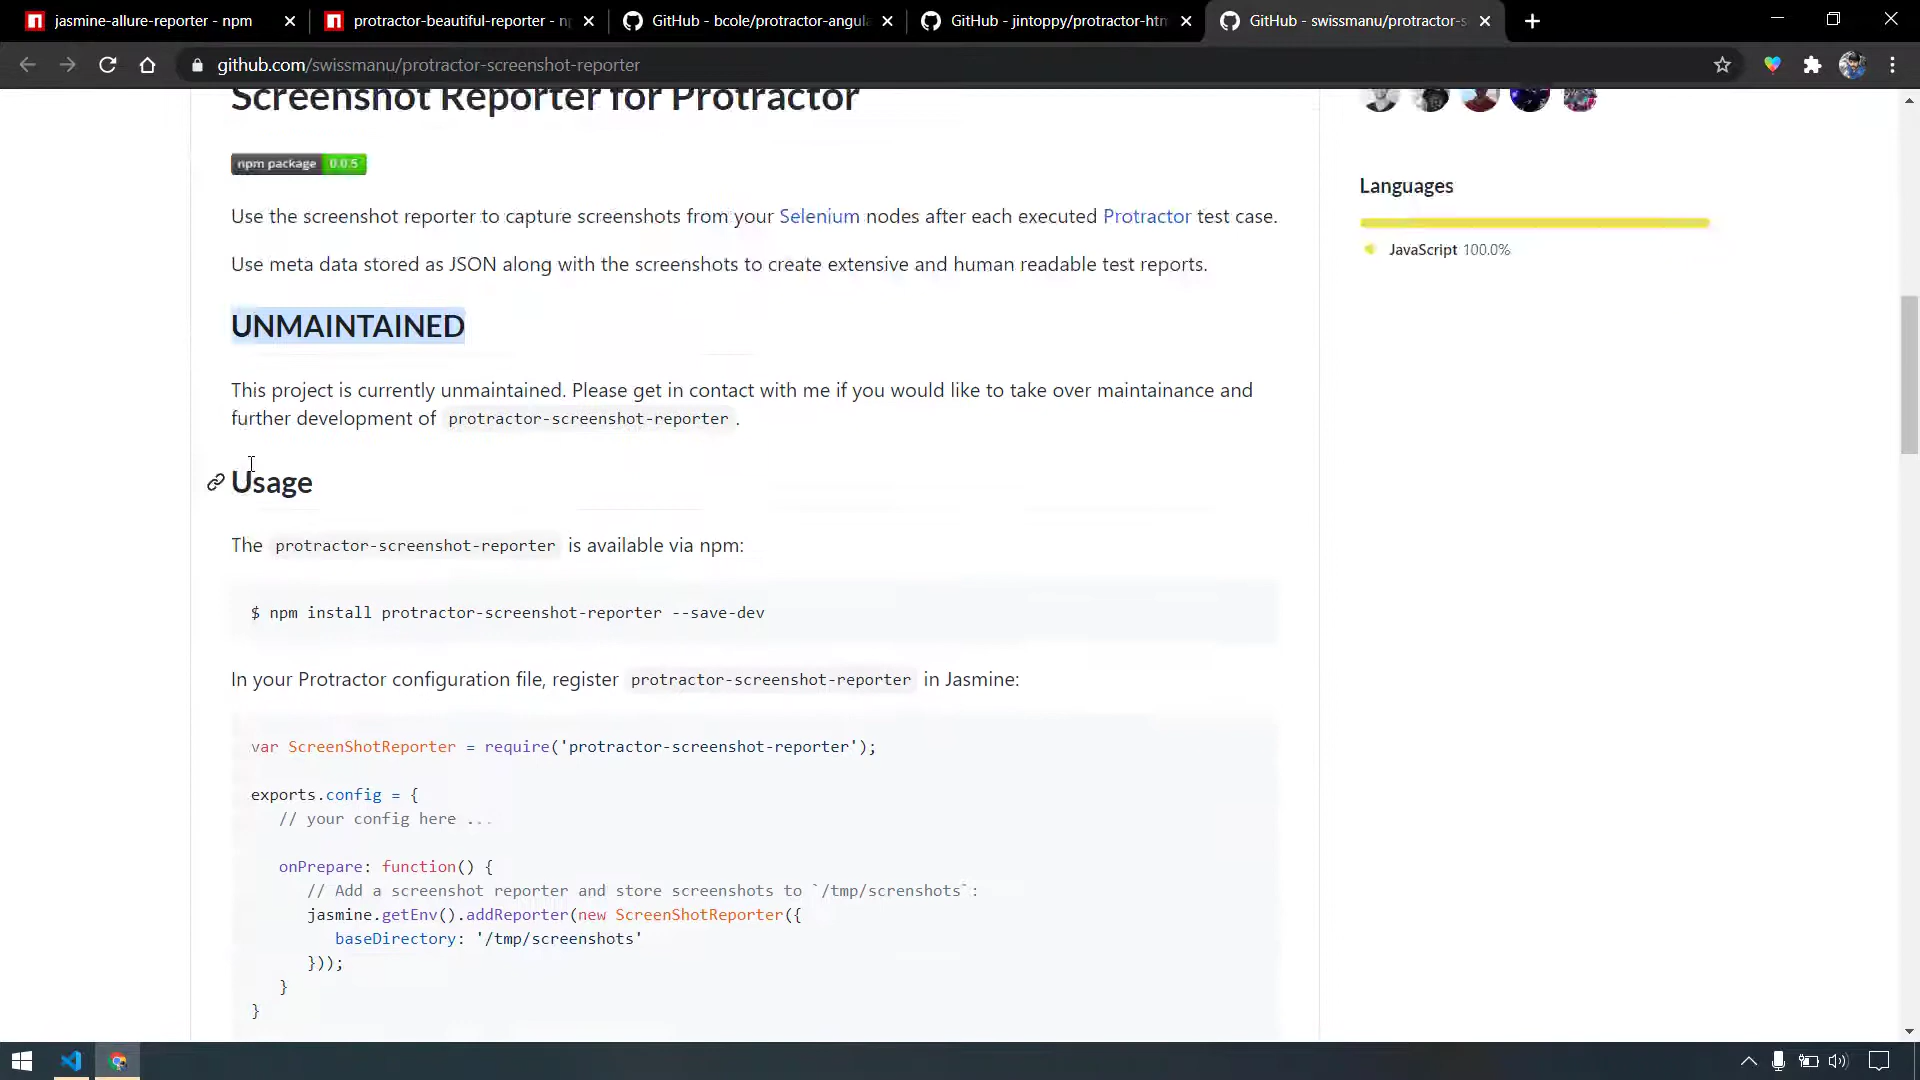 jasmine-allure-reporter - npm
protractor-beautiful-reporter - np
GitHub - bcole/protractor-angula
GitHub - jintoppy/protractor-htm
GitHub - swissmanu/protractor-s
github.com/swissmanu/protractor-screenshot-reporter
Screenshot Reporter for Protractor
npm package 0.0.5
Use the screenshot reporter to capture screenshots from your Selenium nodes after each executed Protractor test case.
Use meta data stored as JSON along with the screenshots to create extensive and human readable test reports.
UNMAINTAINED
This project is currently unmaintained. Please get in contact with me if you would like to take over maintainance and
further development of protractor-screenshot-reporter .
Usage
The protractor-screenshot-reporter is available via npm:
$ npm install protractor-screenshot-reporter --save-dev
In your Protractor configuration file, register protractor-screenshot-reporter in Jasmine:
var ScreenShotReporter = require('protractor-screenshot-reporter');
exports.config = {
// your config here ...
onPrepare: function() {
// Add a screenshot reporter and store screenshots to `/tmp/screnshots`:
jasmine.getEnv().addReporter(new ScreenShotReporter({
baseDirectory: '/tmp/screenshots'
}));
}
}
Languages
JavaScript 100.0%